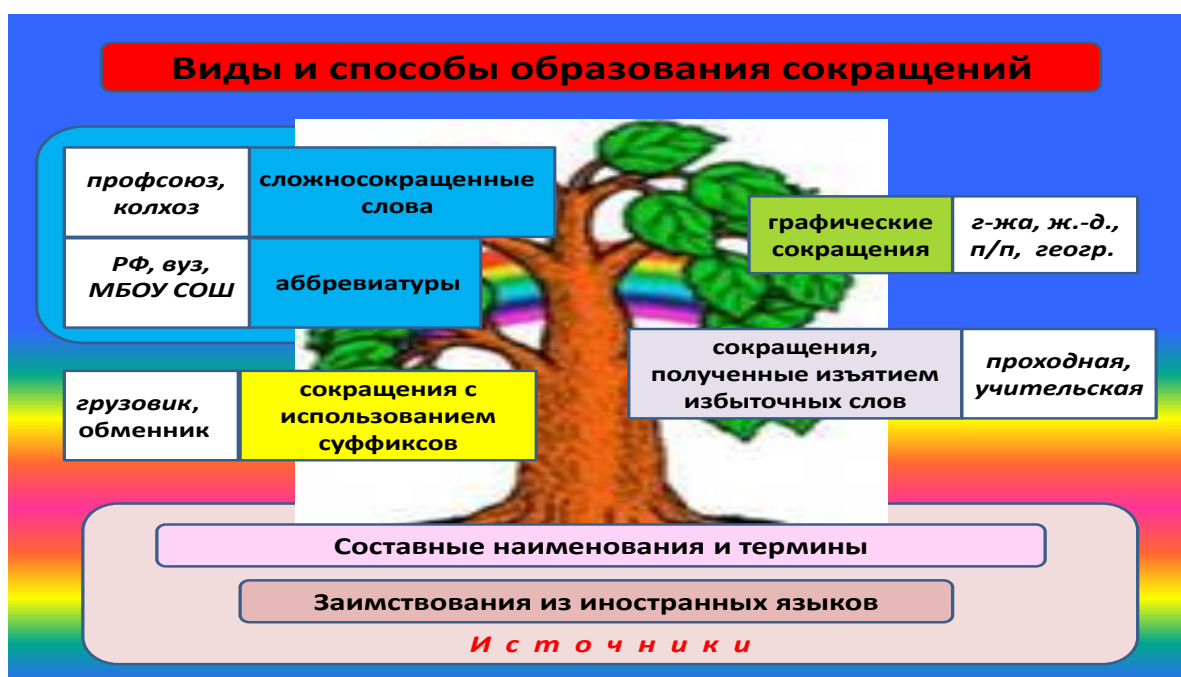 Виды и способы образования сокращений
профсоюз,
колхоз
сложносокращенные
слова
РФ, вуз,
МБОУ СОШ
аббревиатуры
грузовик,
обменник
сокращения с
использованием
суффиксов
графические
сокращения
г-жа, ж.-д.,
п/п, геогр.
сокращения,
полученные изъятием
избыточных слов
проходная,
учительская
Составные наименования и термины
Заимствования из иностранных языков
И с т о ч н и к и